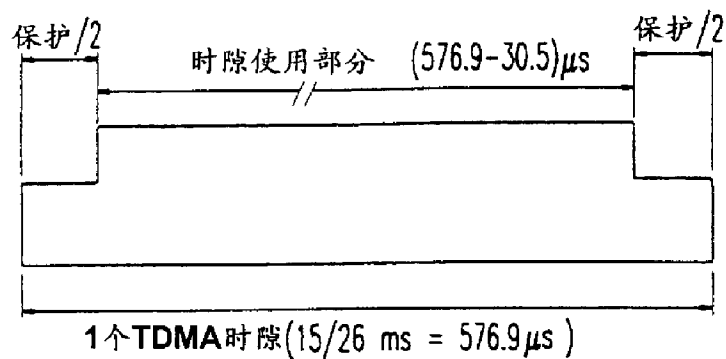 保护/2
保护/2
时隙使用部分 (576.9-30.5)μs
1个TDMA时隙(15/26 ms = 576.9μs)